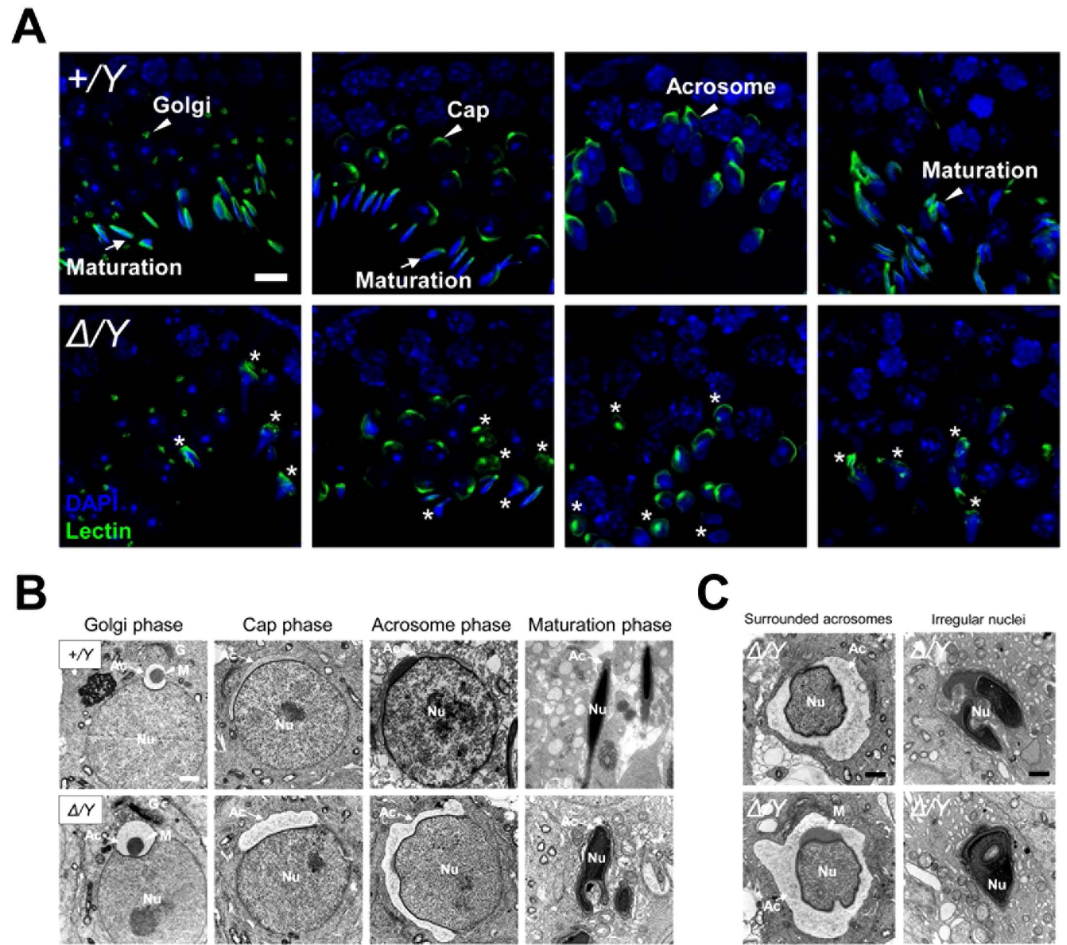 A
+/Y
Golgi
Maturation
Cap
Maturation
Acrosome
Maturation
Δ/Y
*
*
*
*
DAPI
Lectin
*
*
*
*
*
*
*
*
*
*
*
*
*
*
B
Golgi phase
Cap phase
Acrosome phase
Maturation phase
+/Y
G
Ac
M
Nu
Ac
Nu
Ac
Nu
Ac
Δ/Y
G
Ac
M
Nu
Ac
Nu
Ac
Nu
Ac
Nu
C
Surrounded acrosomes
Irregular nuclei
Δ/Y
Ac
Nu
Δ/Y
Nu
Δ/Y
M
Nu
Ac
Δ/Y
Nu